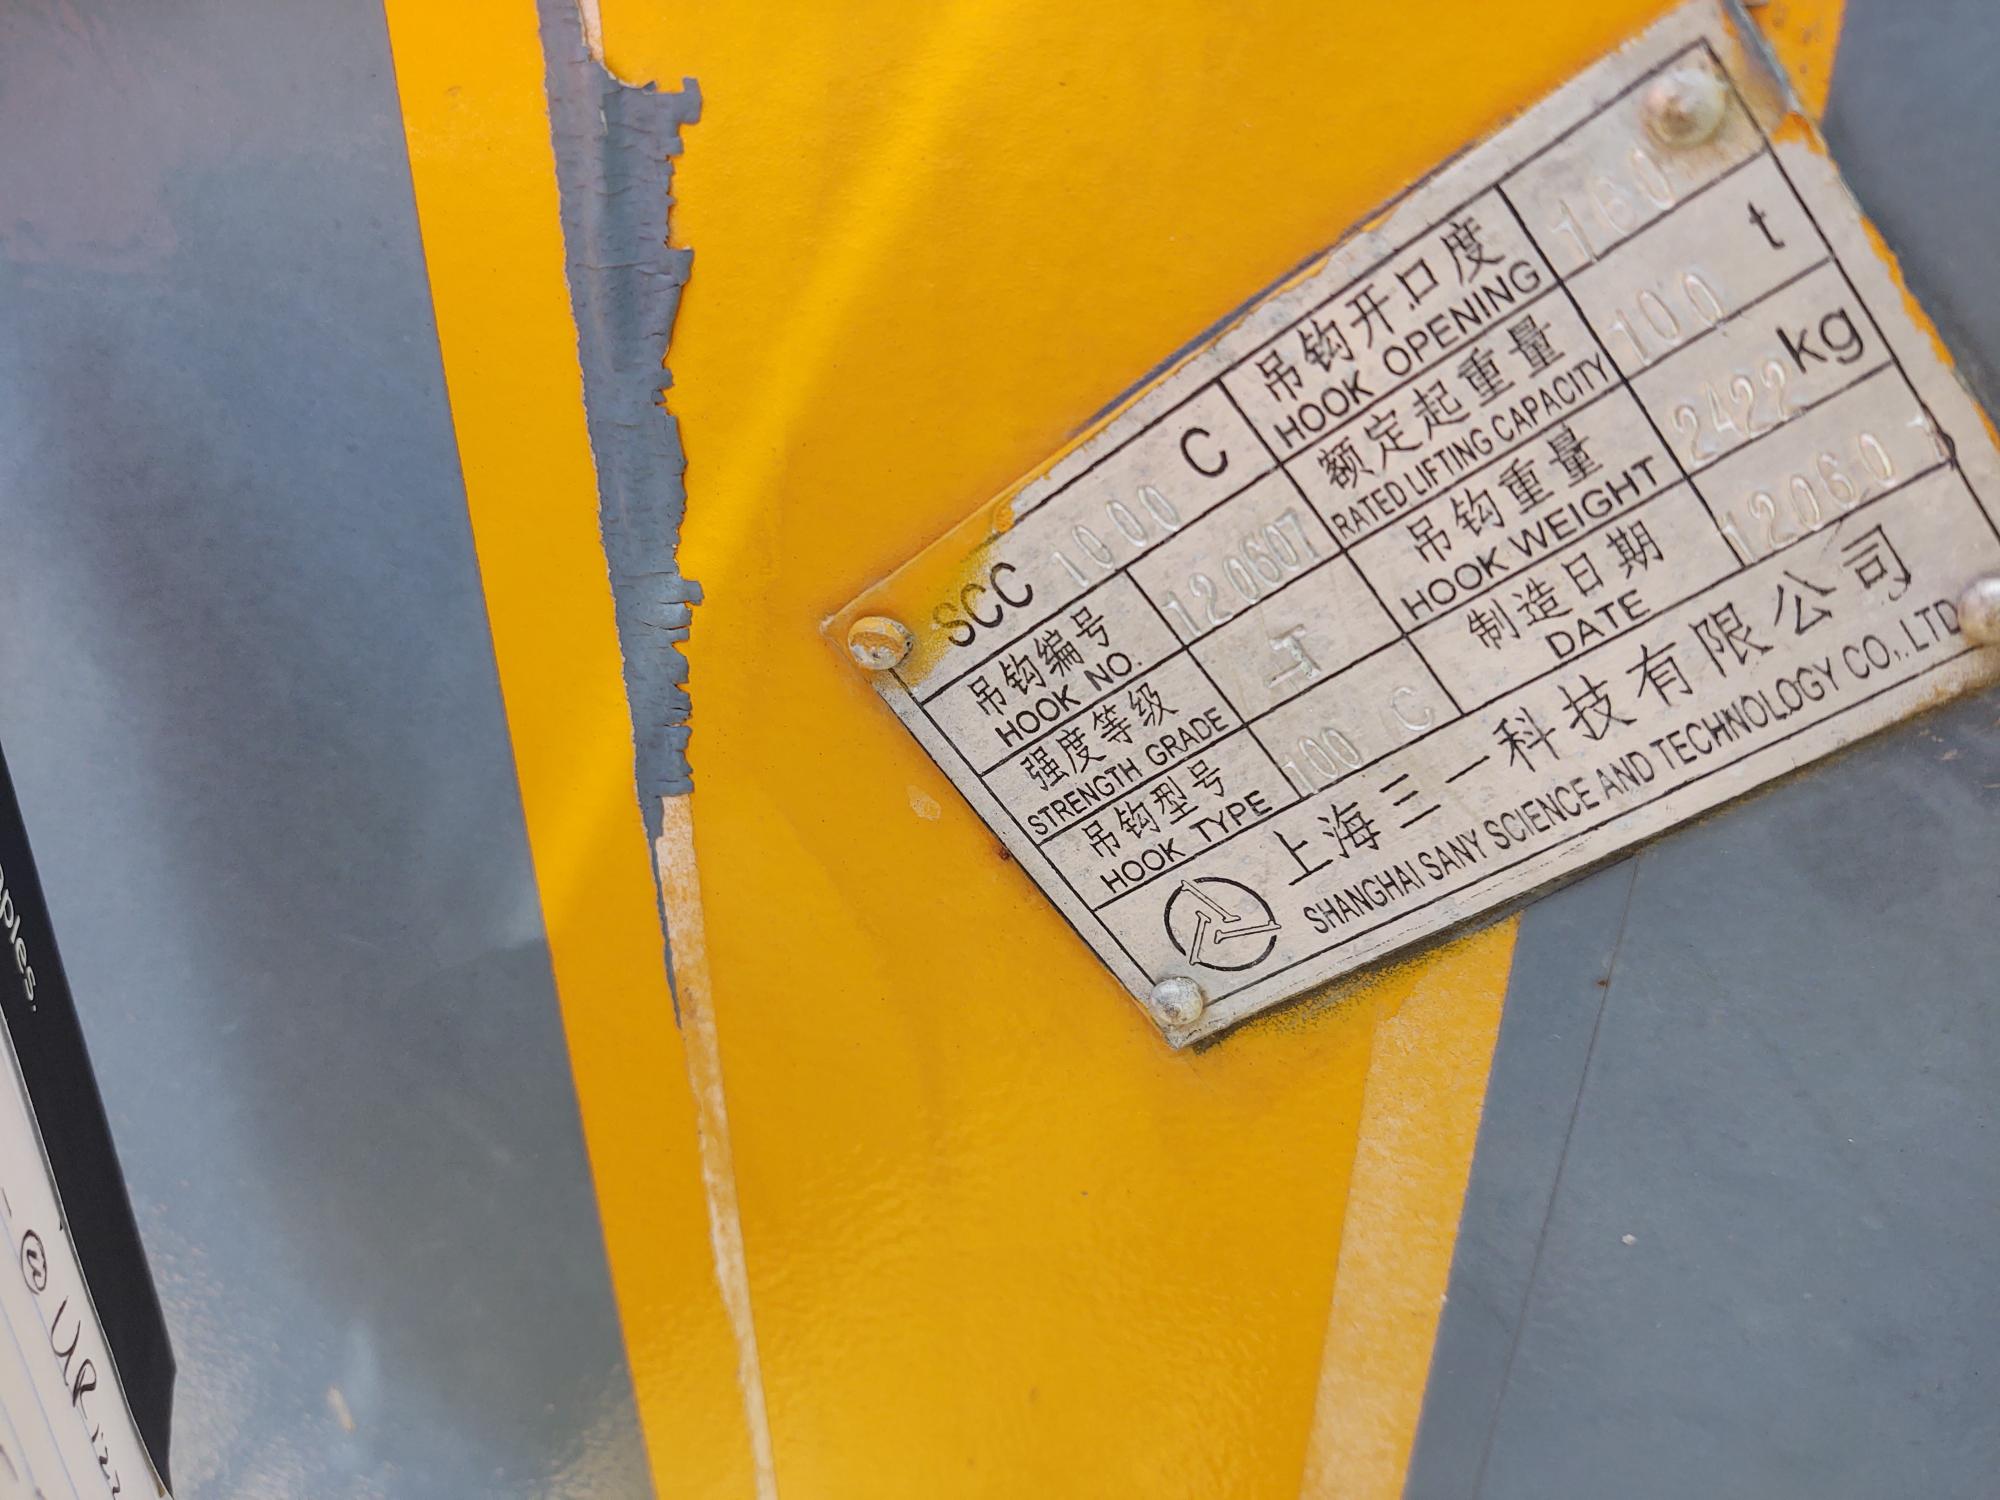 SCC 1000 C
吊钩编号 120607
HOOK NO.
强度等级 T
STRENGTH GRADE
吊钩型号 100 C
HOOK TYPE
吊钩开口度 160
HOOK OPENING
额定起重量 100 t
RATED LIFTING CAPACITY
吊钩重量 2422 kg
HOOK WEIGHT
制造日期 12060
DATE
上海三一科技有限公司
SHANGHAI SANY SCIENCE AND TECHNOLOGY CO,.LTD